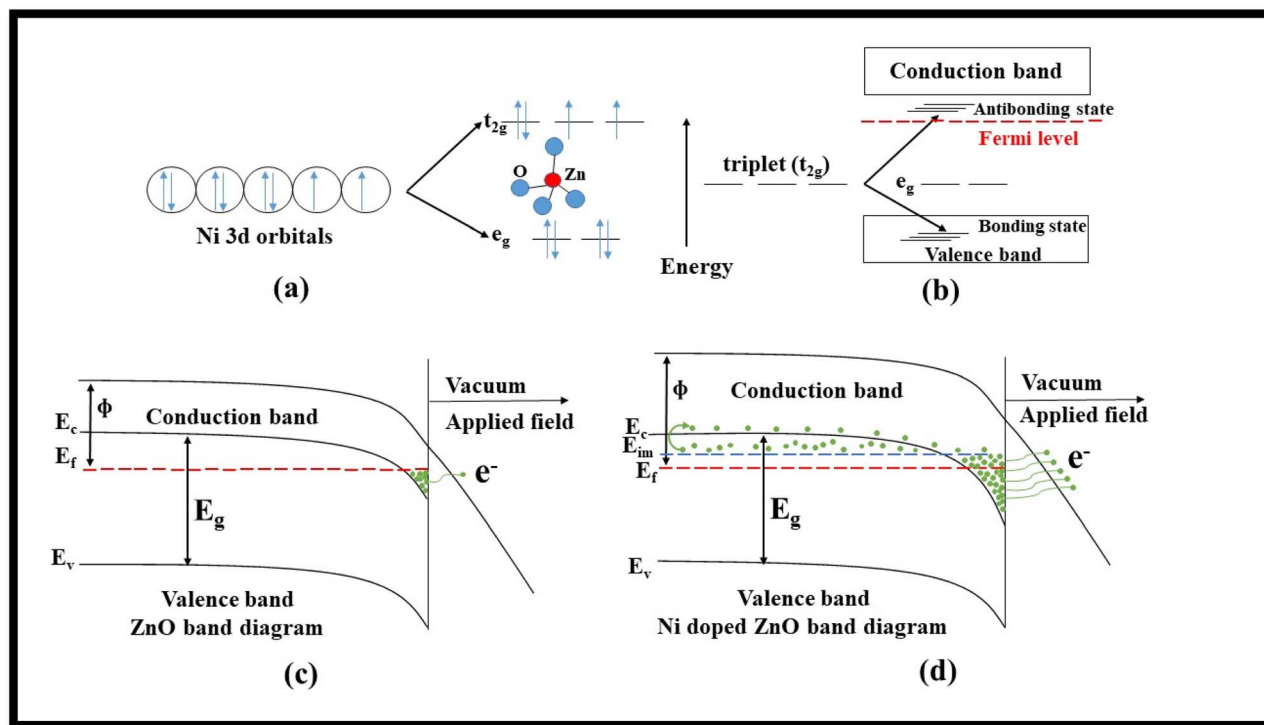 t2g
O
Zn
Ni 3d orbitals
eg
(a)
Energy
Conduction band
Antibonding state
Fermi level
triplet (t2g)
eg
Bonding state
Valence band
(b)
Φ
Conduction band
Vacuum
Applied field
Ec
Ef
e-
Eg
Ev
Valence band
ZnO band diagram
(c)
Φ
Conduction band
Vacuum
Applied field
Ec
Eim
Ef
e-
Eg
Ev
Valence band
Ni doped ZnO band diagram
(d)